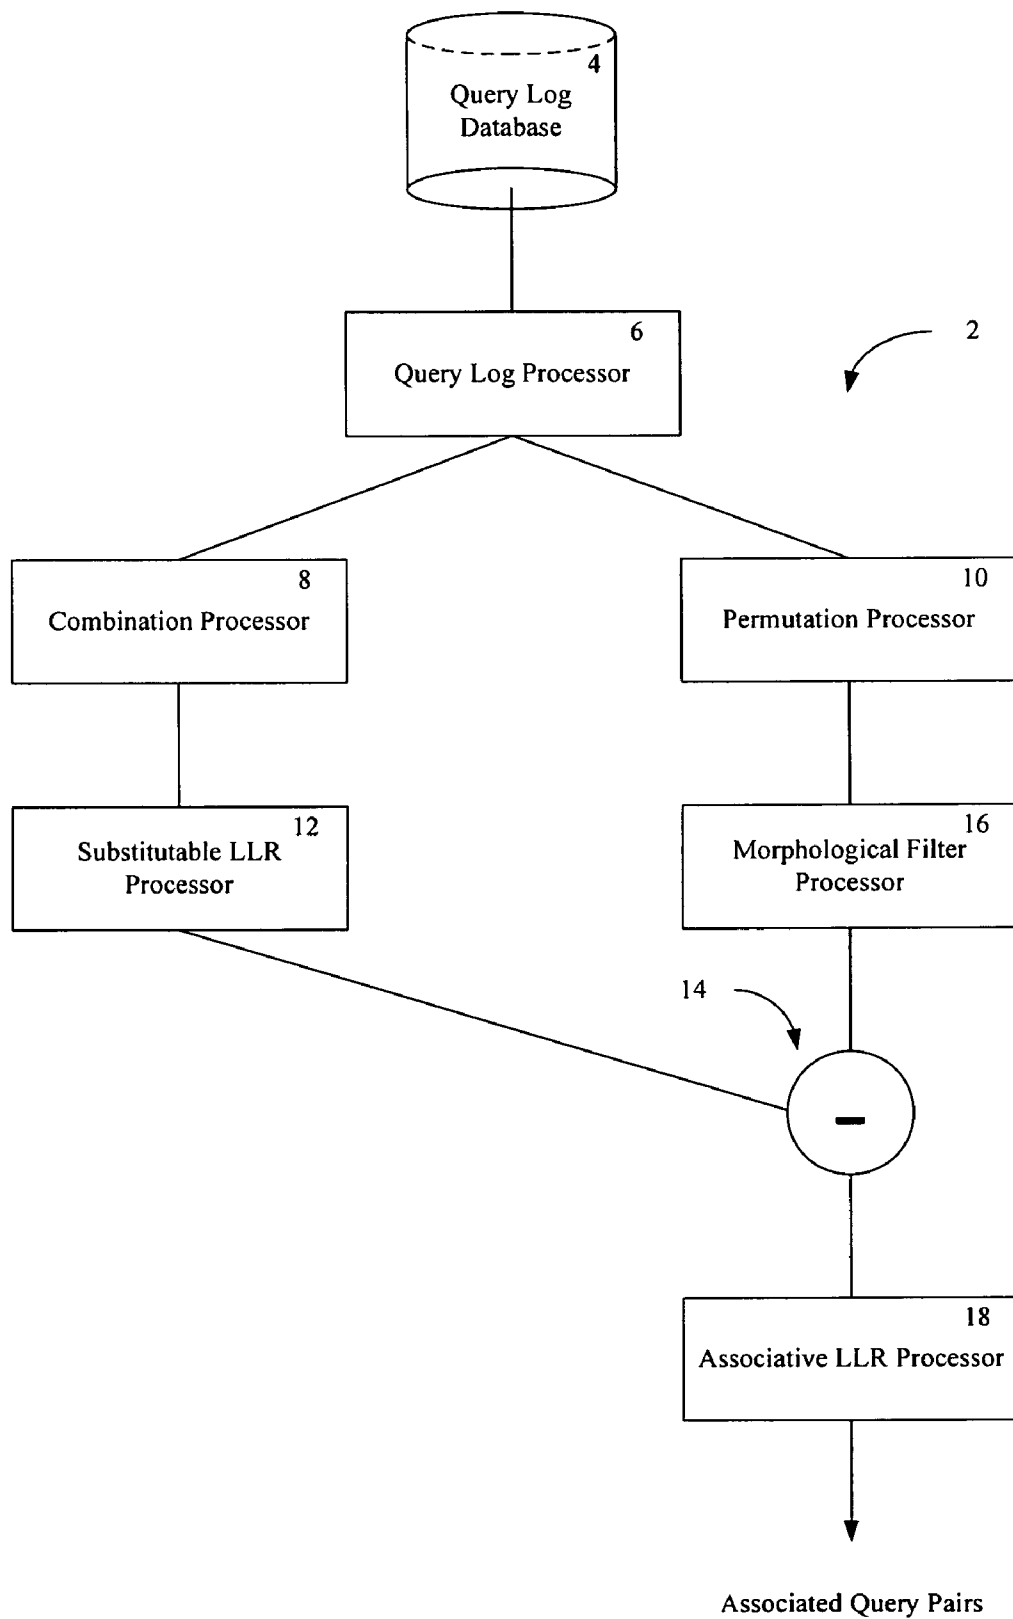 4
Query Log
Database
6
Query Log Processor
2
8
Combination Processor
10
Permutation Processor
12
Substitutable LLR
Processor
16
Morphological Filter
Processor
14
–
18
Associative LLR Processor
Associated Query Pairs